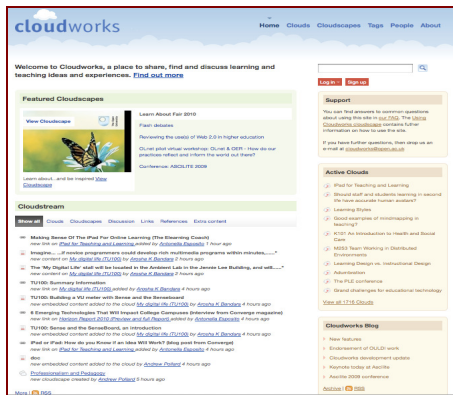 cloudworks
Home Clouds Cloudscapes Tags People About
Welcome to Cloudworks, a place to share, find and discuss learning and
teaching ideas and experiences. Find out more
Log in Sign up
Featured Cloudscapes
View Cloudscape
Learn about...and be inspired View
Cloudscape
Learn About Fair 2010
Flash debates
Reviewing the use(s) of Web 2.0 in higher education
OLnet pilot virtual workshop: OLnet & OER - How do our
practices reflect and inform the world out there?
Conference: ASCILITE 2009
Cloudstream
Show all Clouds Cloudscapes Discussion Links References Extra content
Making Sense Of The iPad For Online Learning (The Elearning Coach)
new link on iPad for Teaching and Learning added by Antonella Esposito 1 hour ago
Imagine... ...if novice programmers could develop rich multimedia programs within minutes,....."
new content on My digital life (TU100) by Arosha K Bandara 2 hours ago
The 'My Digital Life' stall will be located in the Ambient Lab in the Jennie Lee Building, and will....."
new content on My digital life (TU100) by Arosha K Bandara 4 hours ago
TU100: Summary Information
new link on My digital life (TU100) added by Arosha K Bandara 4 hours ago
TU100: Building a VU meter with Sense and the Senseboard
new embedded content added to the cloud My digital life (TU100) by Arosha K Bandara 4 hours ago
6 Emerging Technologies That Will Impact College Campuses (Interview from Converge magazine)
new link on Horizon Report 2010 (Preview and full Report) added by Antonella Esposito 4 hours ago
TU100: Sense and the SenseBoard, an introduction
new embedded content added to the cloud My digital life (TU100) by Arosha K Bandara 4 hours ago
iPad or iFad: How do you Know if an Idea Will Work? (blog post from Converge)
new link on iPad for Teaching and Learning added by Antonella Esposito 4 hours ago
doc
new embedded content added to the cloud My cloud by Andrew Pollard 4 hours ago
Professionalism and Pedagogy
new cloudscape created by Andrew Pollard 5 hours ago
More | RSS
Support
You can find answers to common questions
about using this site in our FAQ. The Using
Cloudworks cloudscape contains further
information on how to use the site.
If you have further questions, then drop us an
e-mail at cloudworks@open.ac.uk
Active Clouds
iPad for Teaching and Learning
Should staff and students learning in second
life have accurate human avatars?
Learning Styles
Good examples of mindmapping in
teaching?
K101 An Introduction to Health and Social
Care
M253 Team Working in Distributed
Environments
Learning Design vs. Instructional Design
Adumbration
The PLE conference
Grand challenges for educational technology
View all 1716 Clouds
Cloudworks Blog
New features
Endorsement of OULDI work
Cloudworks development update
Keynote today at Ascilite
Ascilite 2009 conference
Archive | RSS